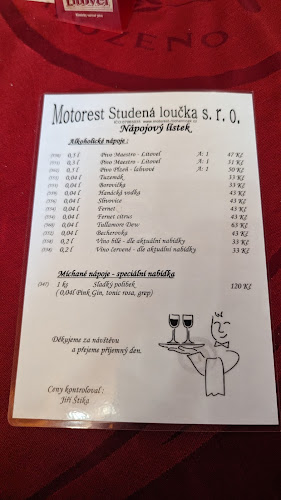 Litovel
OŽENO
Motorest Studená loučka s. r. o.
Nápojový lístek
Alkoholické nápoje :
0,5 l Pivo Maestro - Litovel A: 1 47 Kč
0,3 l Pivo Maestro - Litovel A: 1 31 Kč
0,5 l Pivo Plzeň - lahvové A: 1 50 Kč
0,04 l Tuzemák 33 Kč
0,04 l Borovička 33 Kč
0,04 l Hanácká vodka 43 Kč
0,04 l Slivovice 43 Kč
0,04 l Fernet 43 Kč
0,04 l Fernet citrus 43 Kč
0,04 l Tullamore Dew 63 Kč
0,04 l Becherovka 43 Kč
0,2 l Víno bílé - dle aktuální nabídky 33 Kč
0,2 l Víno červené - dle aktuální nabídky 33 Kč
Míchané nápoje - speciální nabídka
(547) 1 ks Sladký polibek 120 Kč
( 0,04l Pink Gin, tonic rosa, grep)
Děkujeme za návštěvu
a přejeme příjemný den.
Ceny kontroloval :
Jiří Štika